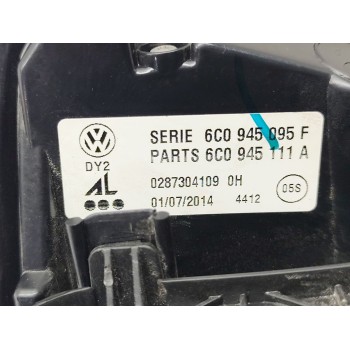 SERIE 6C0 945 095 F
DY2 PARTS 6C0 945 111 A
AL 0287304109 0H
01/07/2014 4412 05S